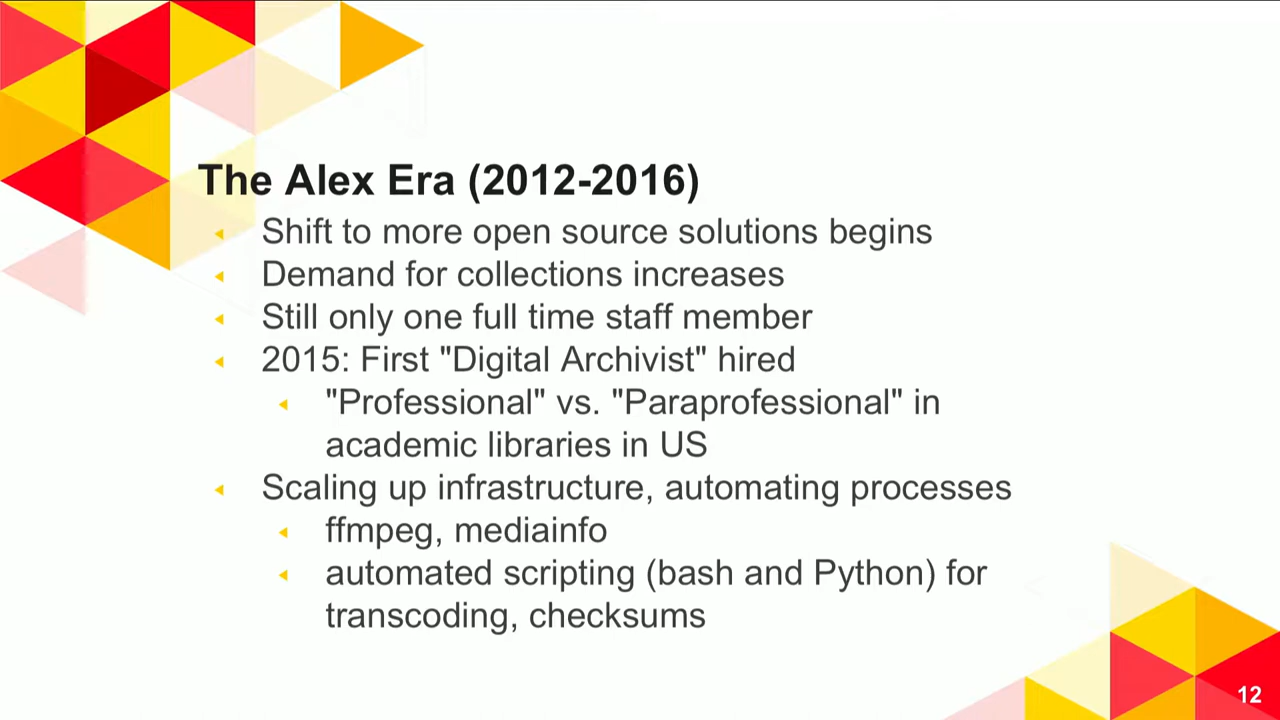 The Alex Era (2012-2016)
Shift to more open source solutions begins
Demand for collections increases
Still only one full time staff member
2015: First "Digital Archivist" hired
"Professional" vs. "Paraprofessional" in
academic libraries in US
Scaling up infrastructure, automating processes
ffmpeg, mediainfo
automated scripting (bash and Python) for
transcoding, checksums
12